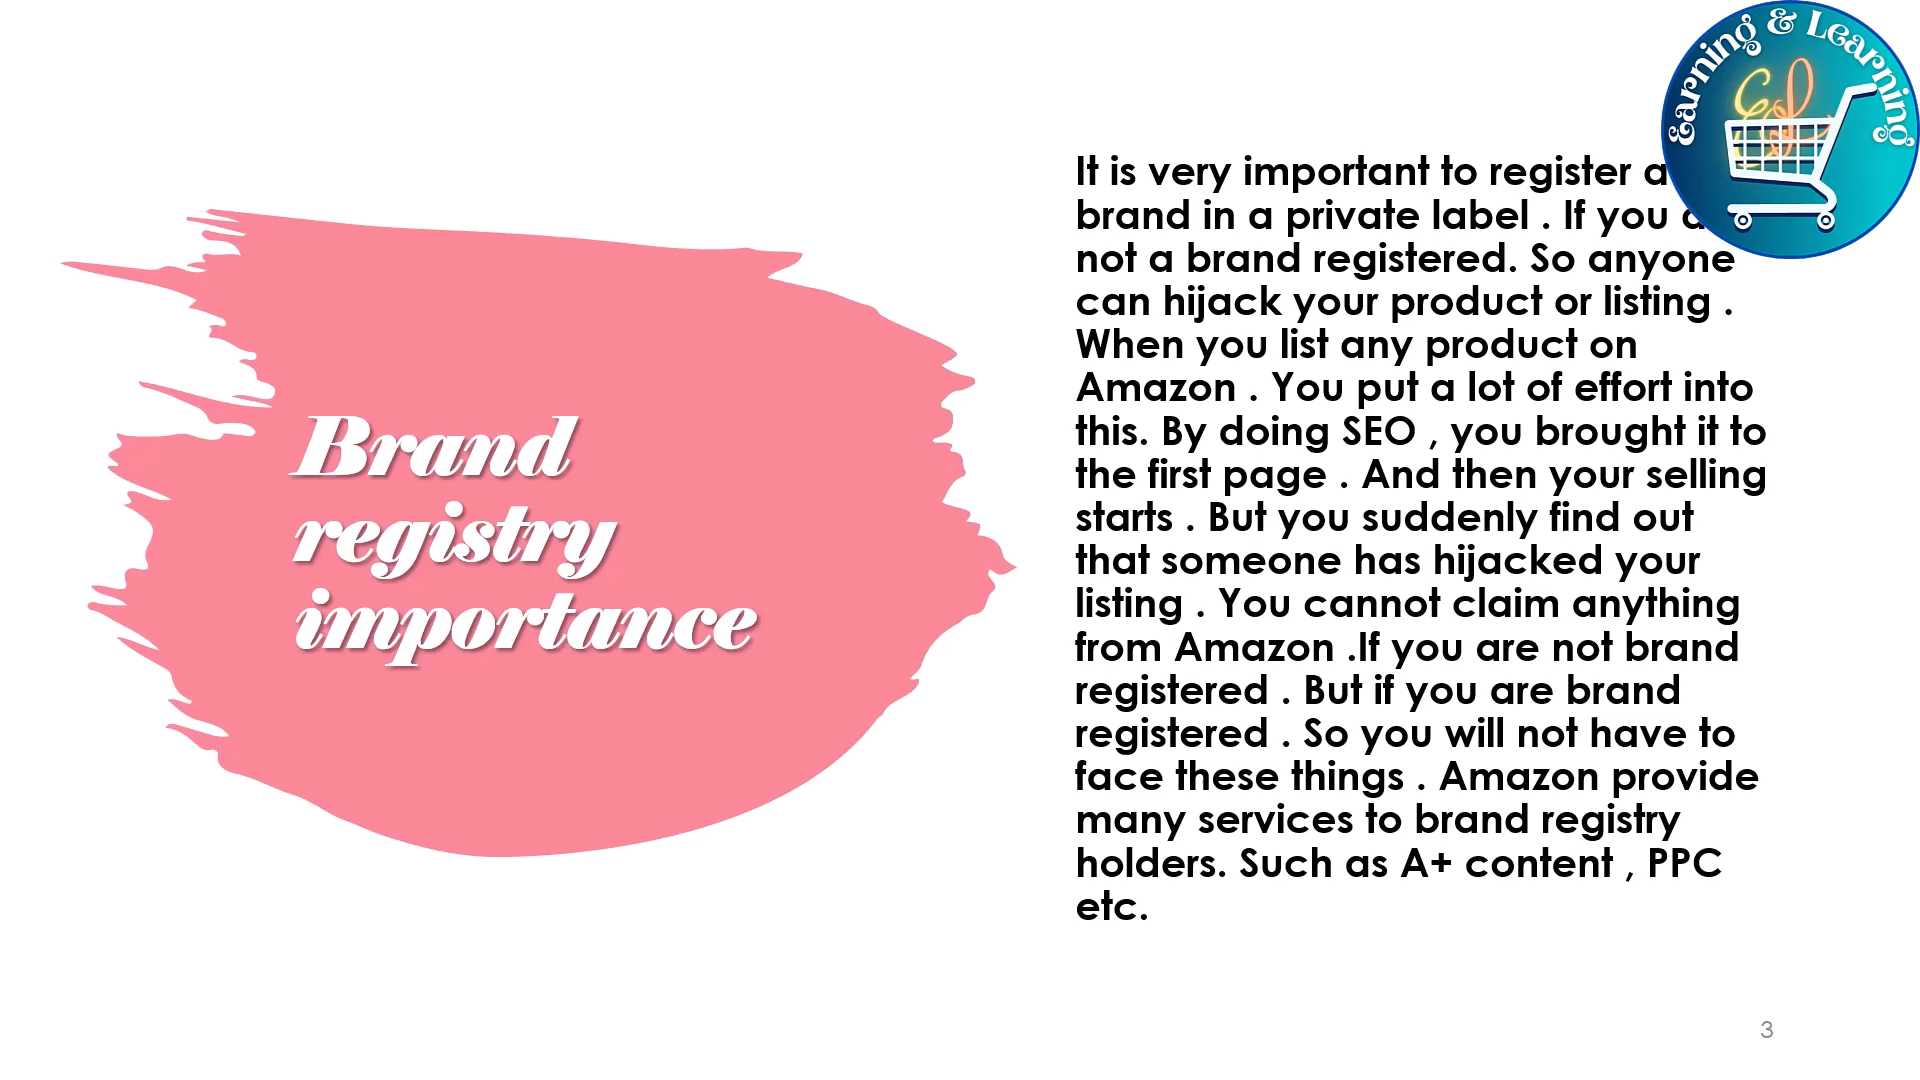 Earning & Learning
Brand
registry
importance
It is very important to register a
brand in a private label . If you
not a brand registered. So anyone
can hijack your product or listing .
When you list any product on
Amazon . You put a lot of effort into
this. By doing SEO , you brought it to
the first page . And then your selling
starts . But you suddenly find out
that someone has hijacked your
listing . You cannot claim anything
from Amazon .If you are not brand
registered . But if you are brand
registered . So you will not have to
face these things . Amazon provide
many services to brand registry
holders. Such as A+ content , PPC
etc.
3